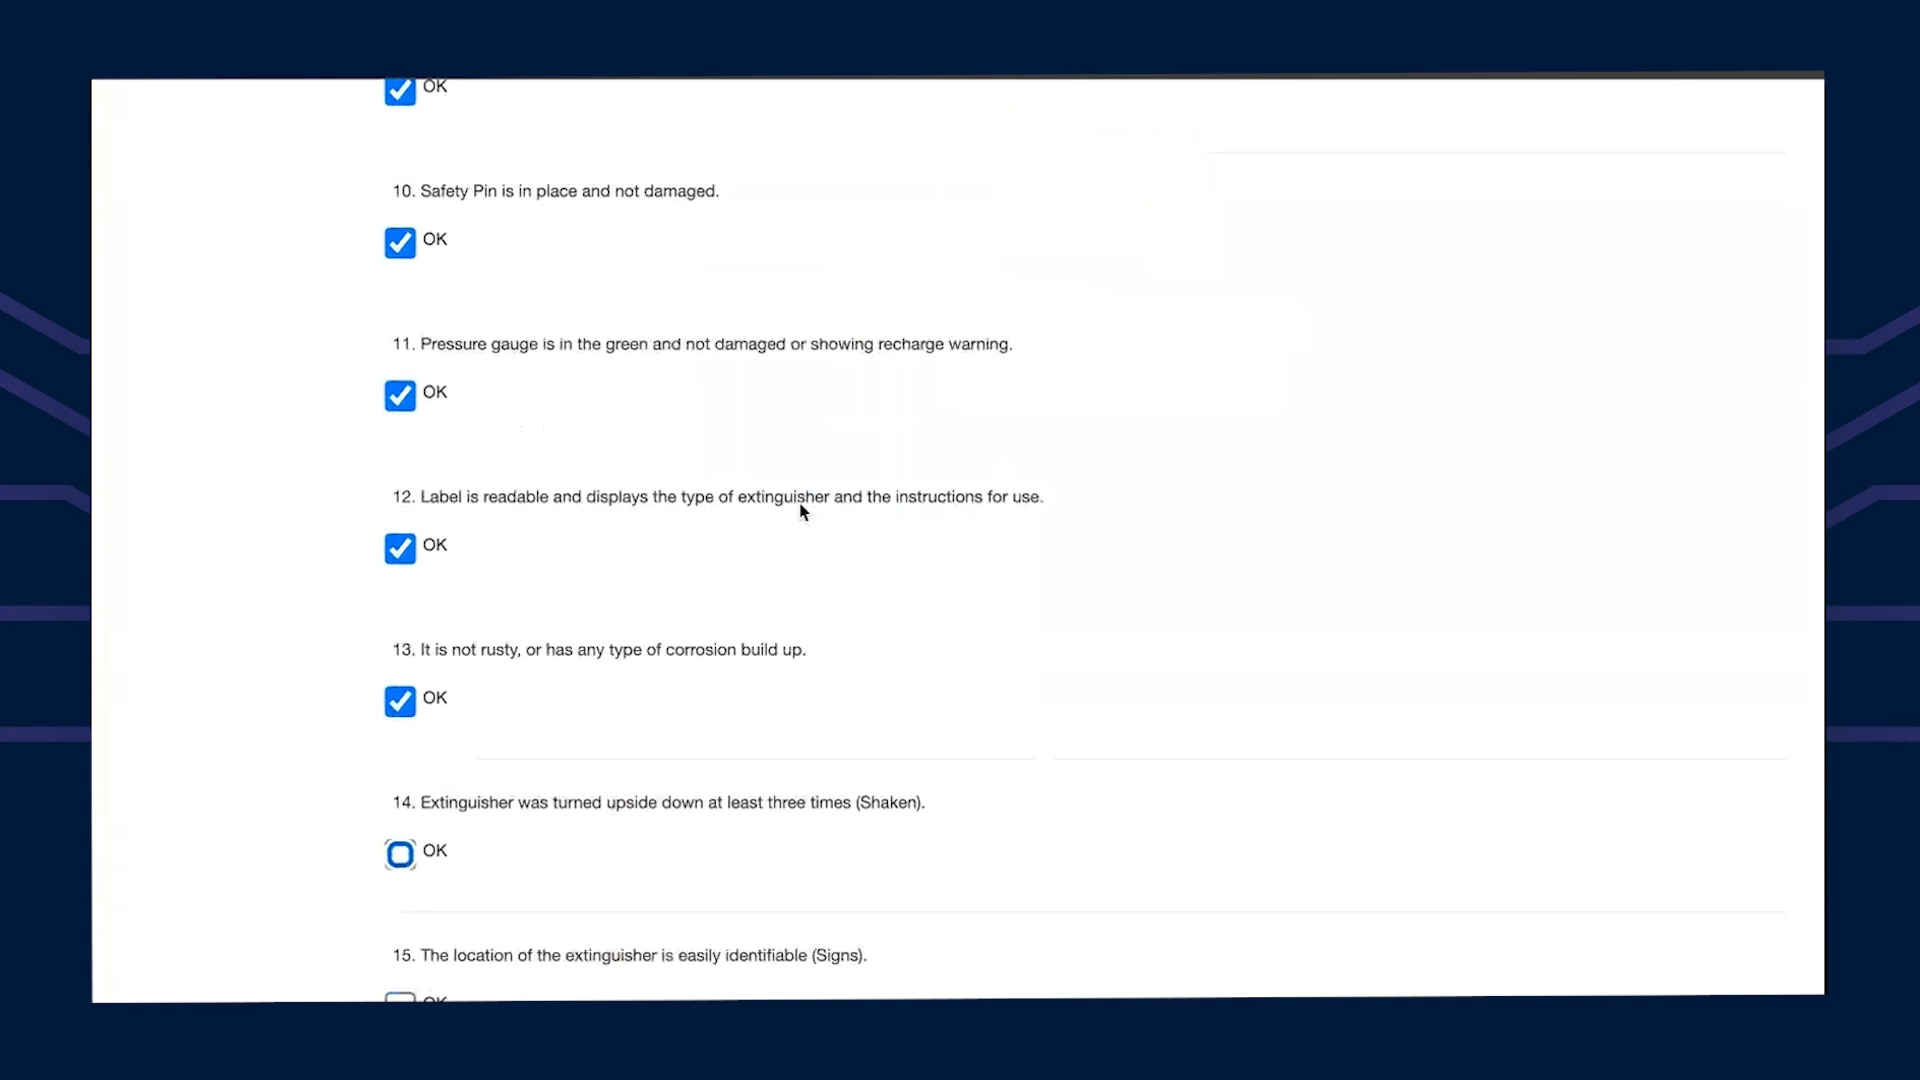 OK
10. Safety Pin is in place and not damaged.
OK
11. Pressure gauge is in the green and not damaged or showing recharge warning.
OK
12. Label is readable and displays the type of extinguisher and the instructions for use.
OK
13. It is not rusty, or has any type of corrosion build up.
OK
14. Extinguisher was turned upside down at least three times (Shaken).
OK
15. The location of the extinguisher is easily identifiable (Signs).
OK